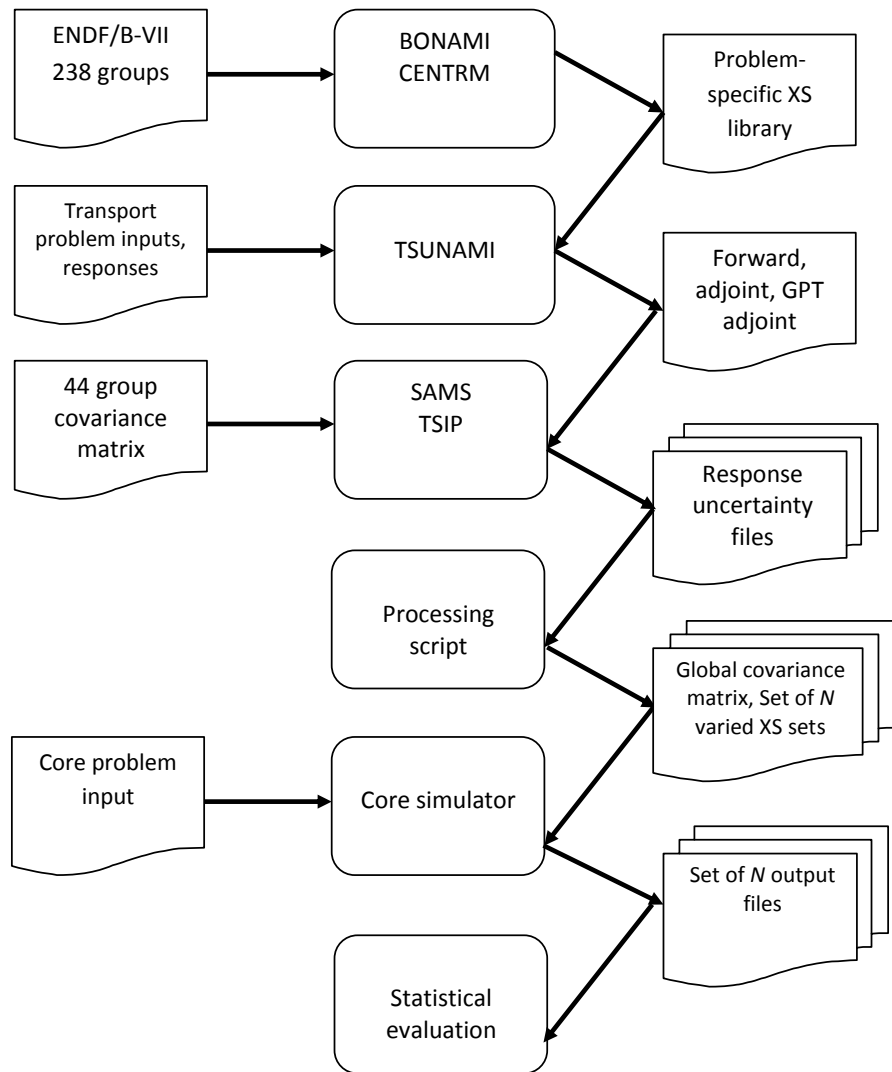 ENDF/B-VII
238 groups
BONAMI
CENTRM
Problem-
specific XS
library
Transport
problem inputs,
responses
TSUNAMI
Forward,
adjoint, GPT
adjoint
44 group
covariance
matrix
SAMS
TSIP
Response
uncertainty
files
Processing
script
Global covariance
matrix, Set of N
varied XS sets
Core problem
input
Core simulator
Set of N output
files
Statistical
evaluation